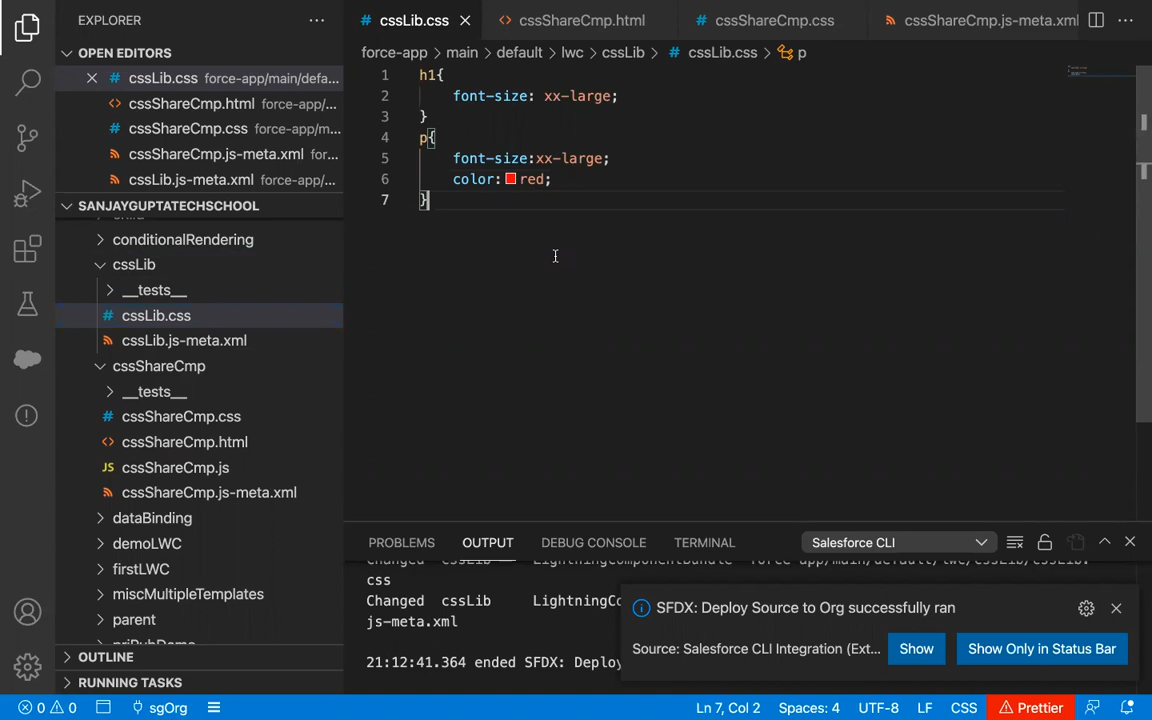 EXPLORER
cssLib.css
cssShareCmp.html
cssShareCmp.css
cssShareCmp.js-meta.xml
OPEN EDITORS
force-app > main > default > lwc > cssLib > # cssLib.css > p
cssLib.css force-app/main/defa...
cssShareCmp.html force-app/...
cssShareCmp.css force-app/m...
cssShareCmp.js-meta.xml for...
cssLib.js-meta.xml force-app/...
SANJAYGUPTATECHSCHOOL
conditionalRendering
cssLib
__tests__
cssLib.css
cssLib.js-meta.xml
cssShareCmp
__tests__
cssShareCmp.css
cssShareCmp.html
JS cssShareCmp.js
cssShareCmp.js-meta.xml
dataBinding
demoLWC
firstLWC
miscMultipleTemplates
parent
OUTLINE
RUNNING TASKS
1 h1{
2 font-size: xx-large;
3 }
4 p{
5 font-size:xx-large;
6 color: red;
7 }
PROBLEMS OUTPUT DEBUG CONSOLE TERMINAL Salesforce CLI
css
Changed cssLib LightningCo
js-meta.xml
21:12:41.364 ended SFDX: Deploy
SFDX: Deploy Source to Org successfully ran
Source: Salesforce CLI Integration (Ext... Show Show Only in Status Bar
0 0 sgOrg Ln 7, Col 2 Spaces: 4 UTF-8 LF CSS Prettier